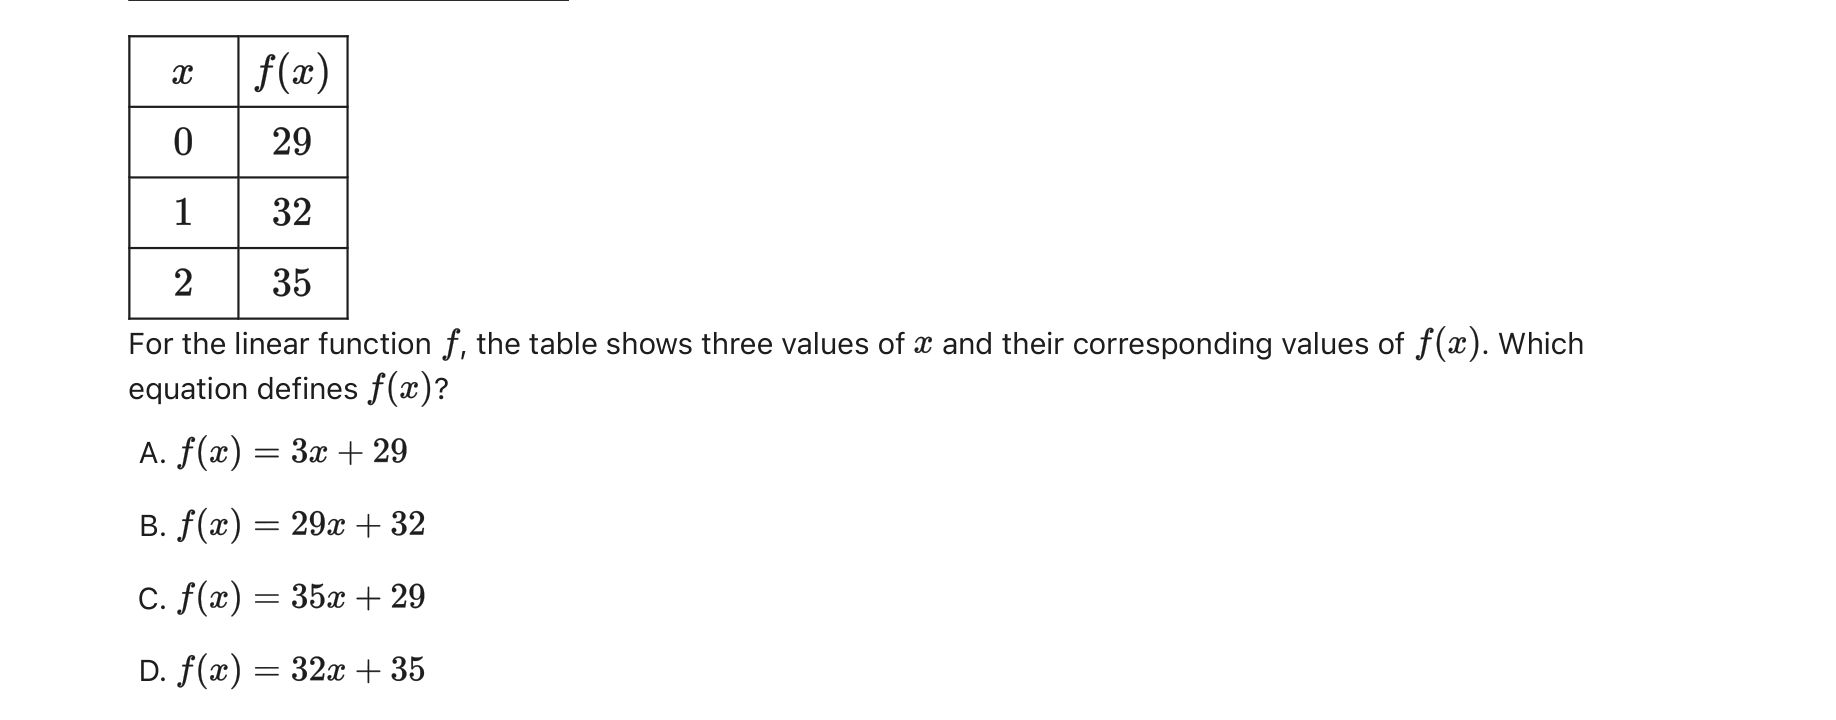 x f(x)
0 29
1 32
2 35
For the linear function f, the table shows three values of x and their corresponding values of f(x). Which
equation defines f(x)?
A. f(x) = 3x + 29
B. f(x) = 29x + 32
C. f(x) = 35x + 29
D. f(x) = 32x + 35